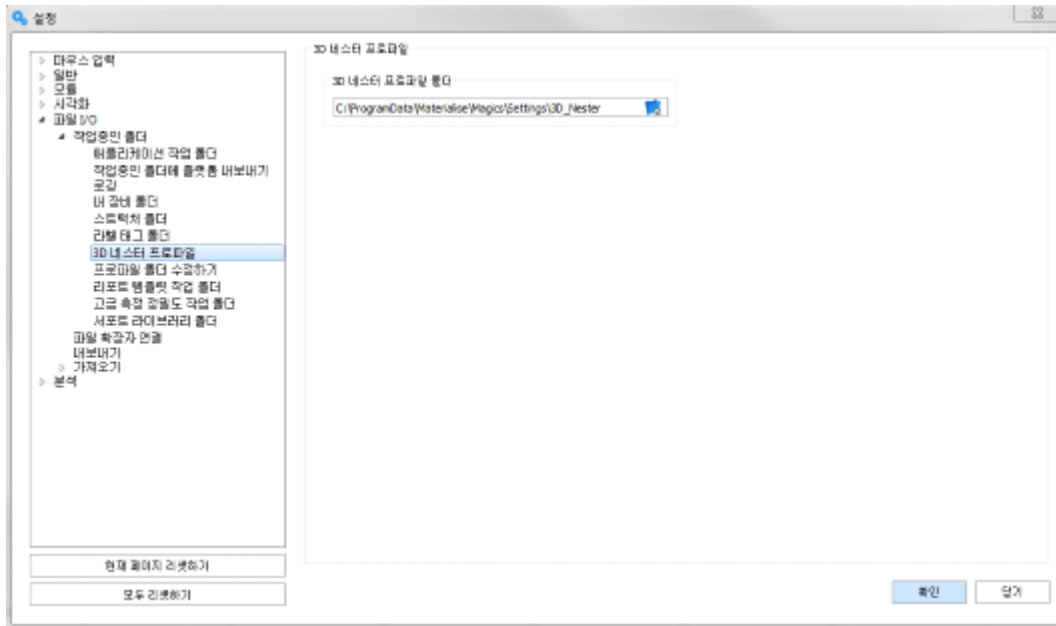 설정
마우스 입력
일반
모듈
시각화
파일 I/O
작업중인 폴더
애플리케이션 작업 폴더
작업중인 폴더에 플랫폼 내보내기
로깅
내 장비 폴더
스트럭처 폴더
라벨 태그 폴더
3D 네스터 프로파일
프로파일 폴더 수정하기
리포트 템플릿 작업 폴더
고급 측정 정밀도 작업 폴더
서포트 라이브러리 폴더
파일 확장자 연결
내보내기
가져오기
분석
현재 페이지 리셋하기
모두 리셋하기
3D 네스터 프로파일
3D 네스터 프로파일 폴더
C:\ProgramData\Materialise\Magics\Settings\3D_Nester
확인
닫기